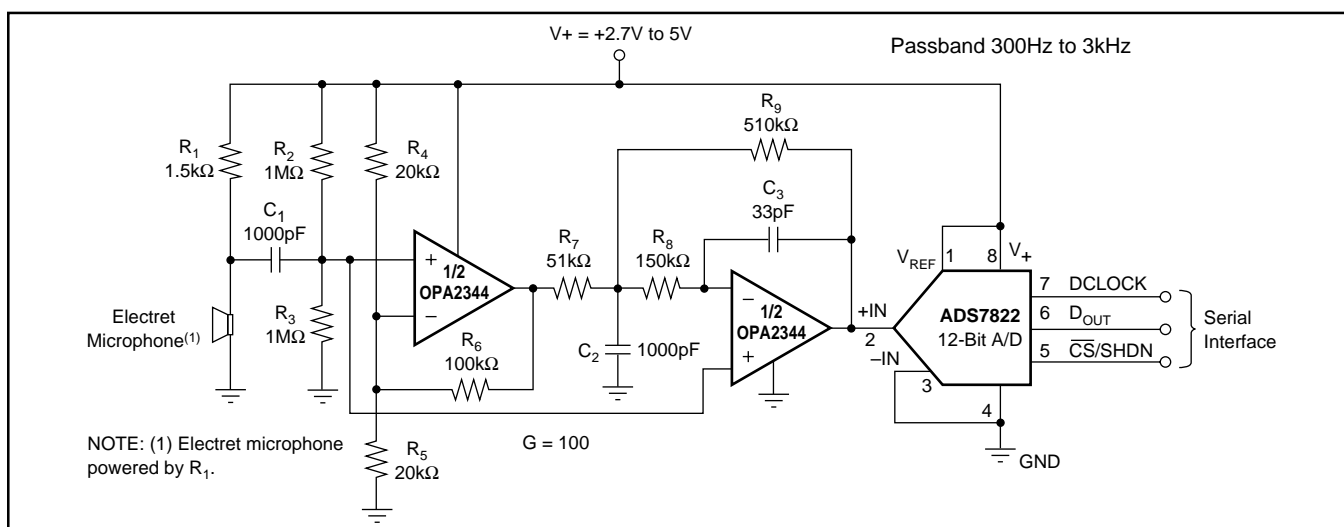 V+ = +2.7V to 5V
Passband 300Hz to 3kHz
R1
1.5kΩ
R2
1MΩ
R4
20kΩ
R9
510kΩ
C3
33pF
C1
1000pF
R7
51kΩ
R8
150kΩ
+
1/2
OPA2344
−
−
1/2
OPA2344
+
VREF
1
8
V+
7 DCLOCK
6 DOUT
5 C̅S̅/SHDN
+IN
2
−IN
3
ADS7822
12-Bit A/D
4
Serial
Interface
Electret
Microphone(1)
R3
1MΩ
R6
100kΩ
C2
1000pF
NOTE: (1) Electret microphone
powered by R1.
R5
20kΩ
G = 100
GND